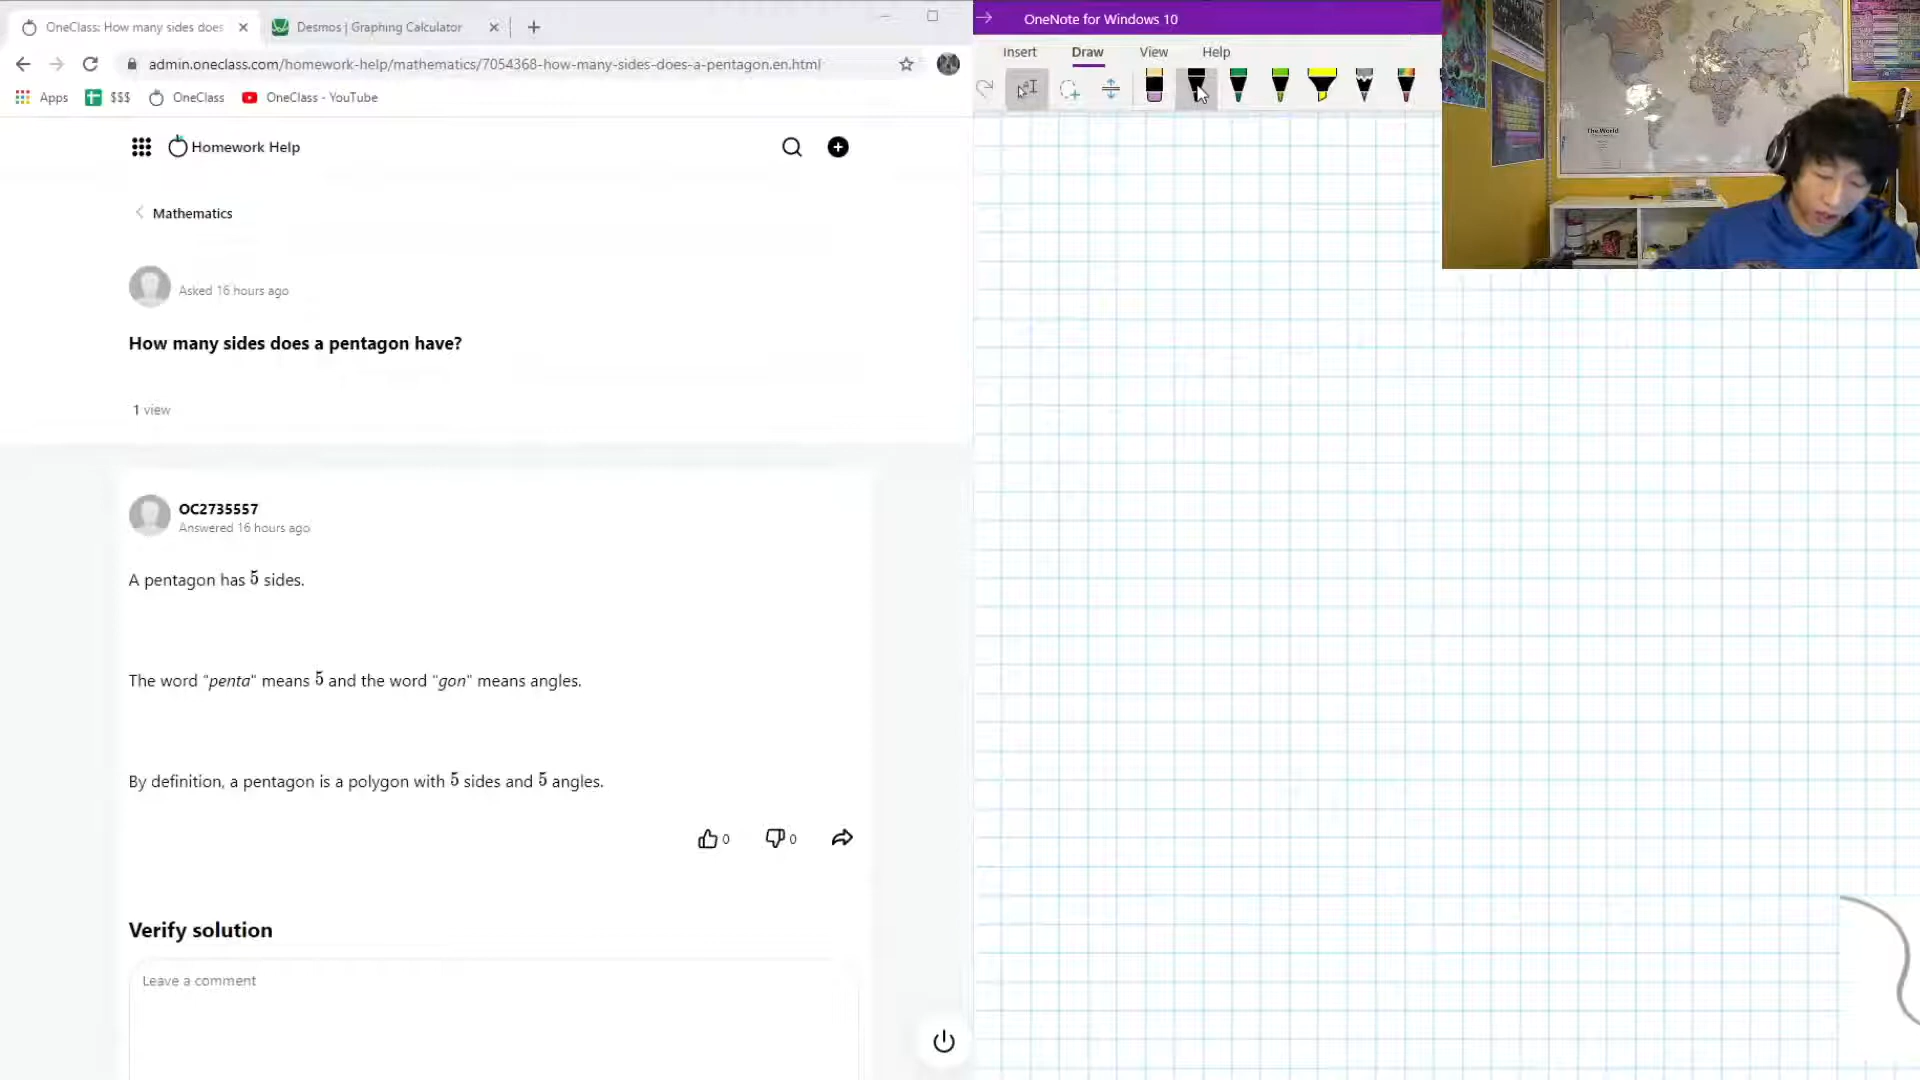 OneClass: How many sides does
Desmos | Graphing Calculator
OneNote for Windows 10
admin.oneclass.com/homework-help/mathematics/7054368-how-many-sides-does-a-pentagon.en.html
Insert
Draw
View
Help
Apps
$$$
OneClass
OneClass - YouTube
The World
Homework Help
Mathematics
Asked 16 hours ago
How many sides does a pentagon have?
1 view
OC2735557
Answered 16 hours ago
A pentagon has 5 sides.
The word "penta" means 5 and the word "gon" means angles.
By definition, a pentagon is a polygon with 5 sides and 5 angles.
0
0
Verify solution
Leave a comment